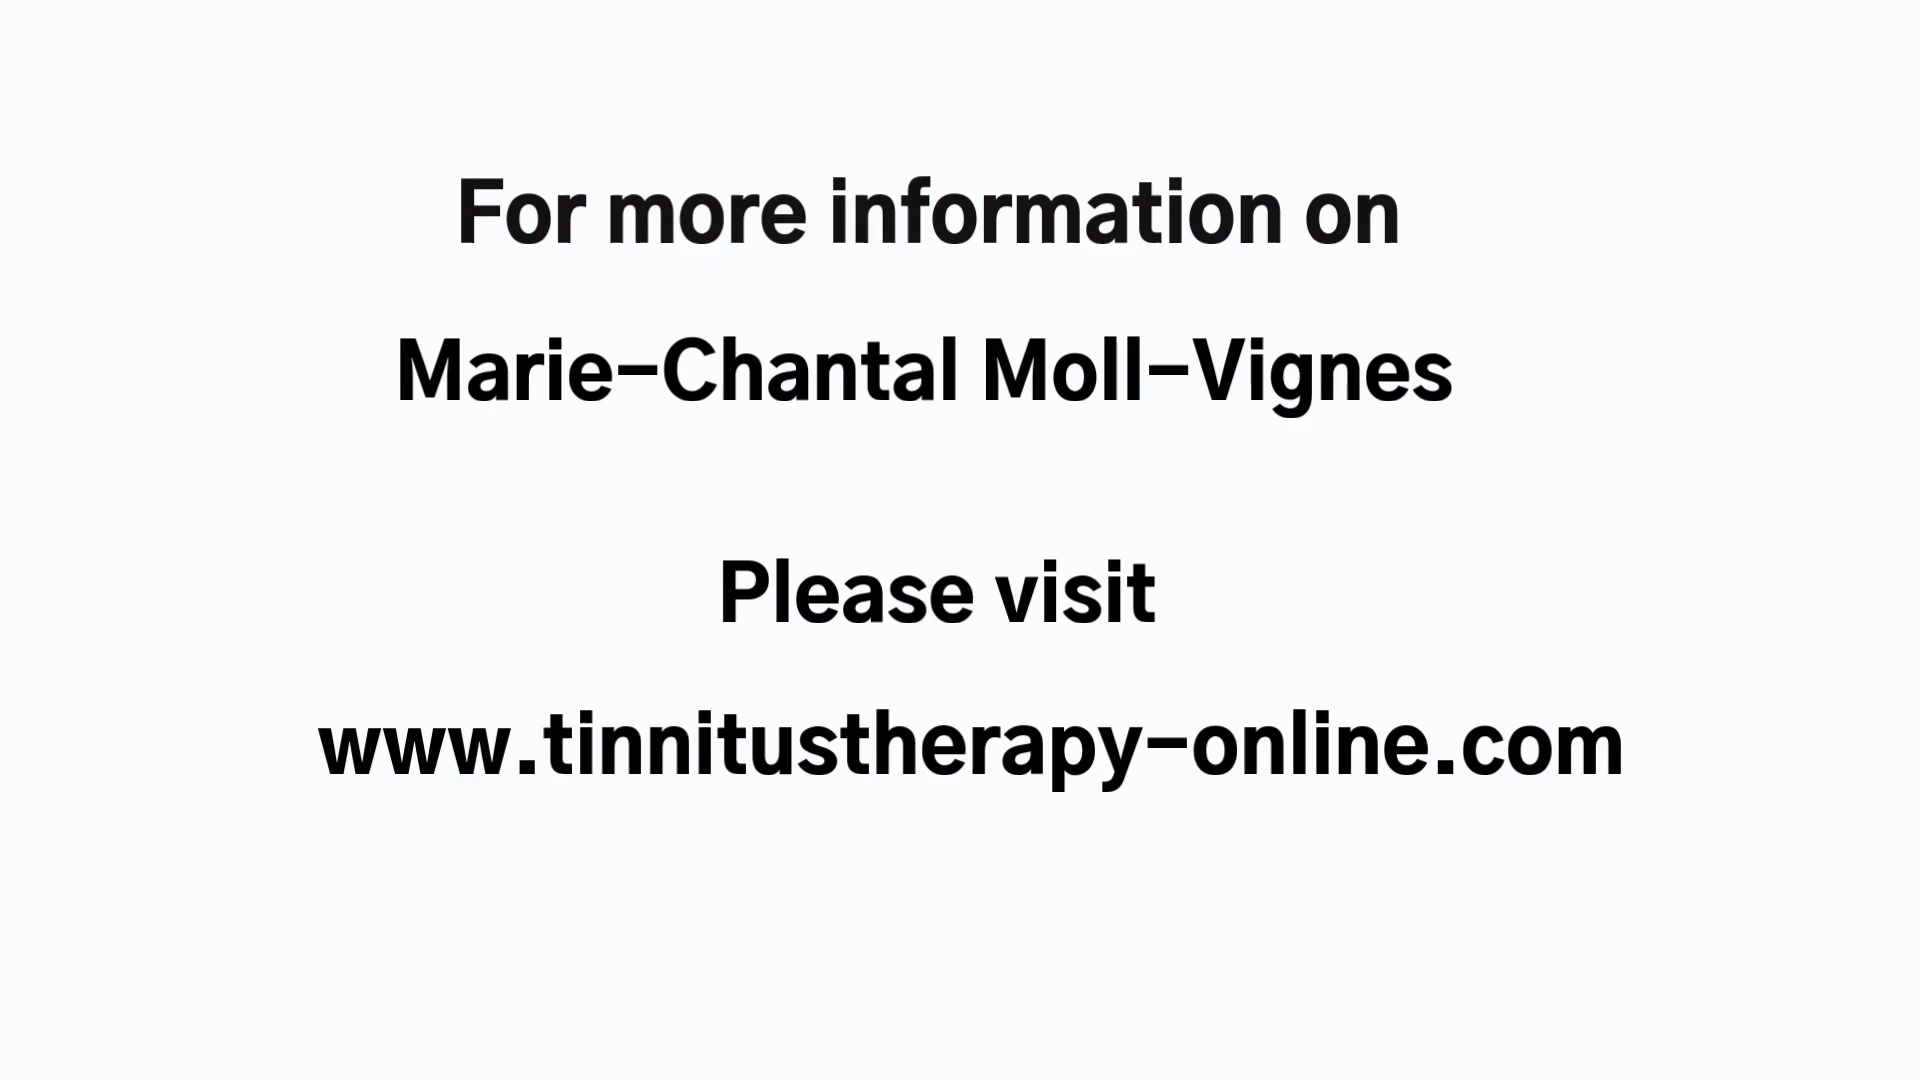 For more information on
Marie-Chantal Moll-Vignes
Please visit
www.tinnitustherapy-online.com